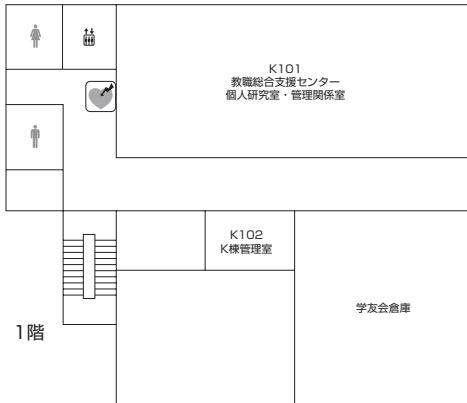 K101
教職総合支援センター
個人研究室・管理関係室
K102
K棟管理室
学友会倉庫
1階